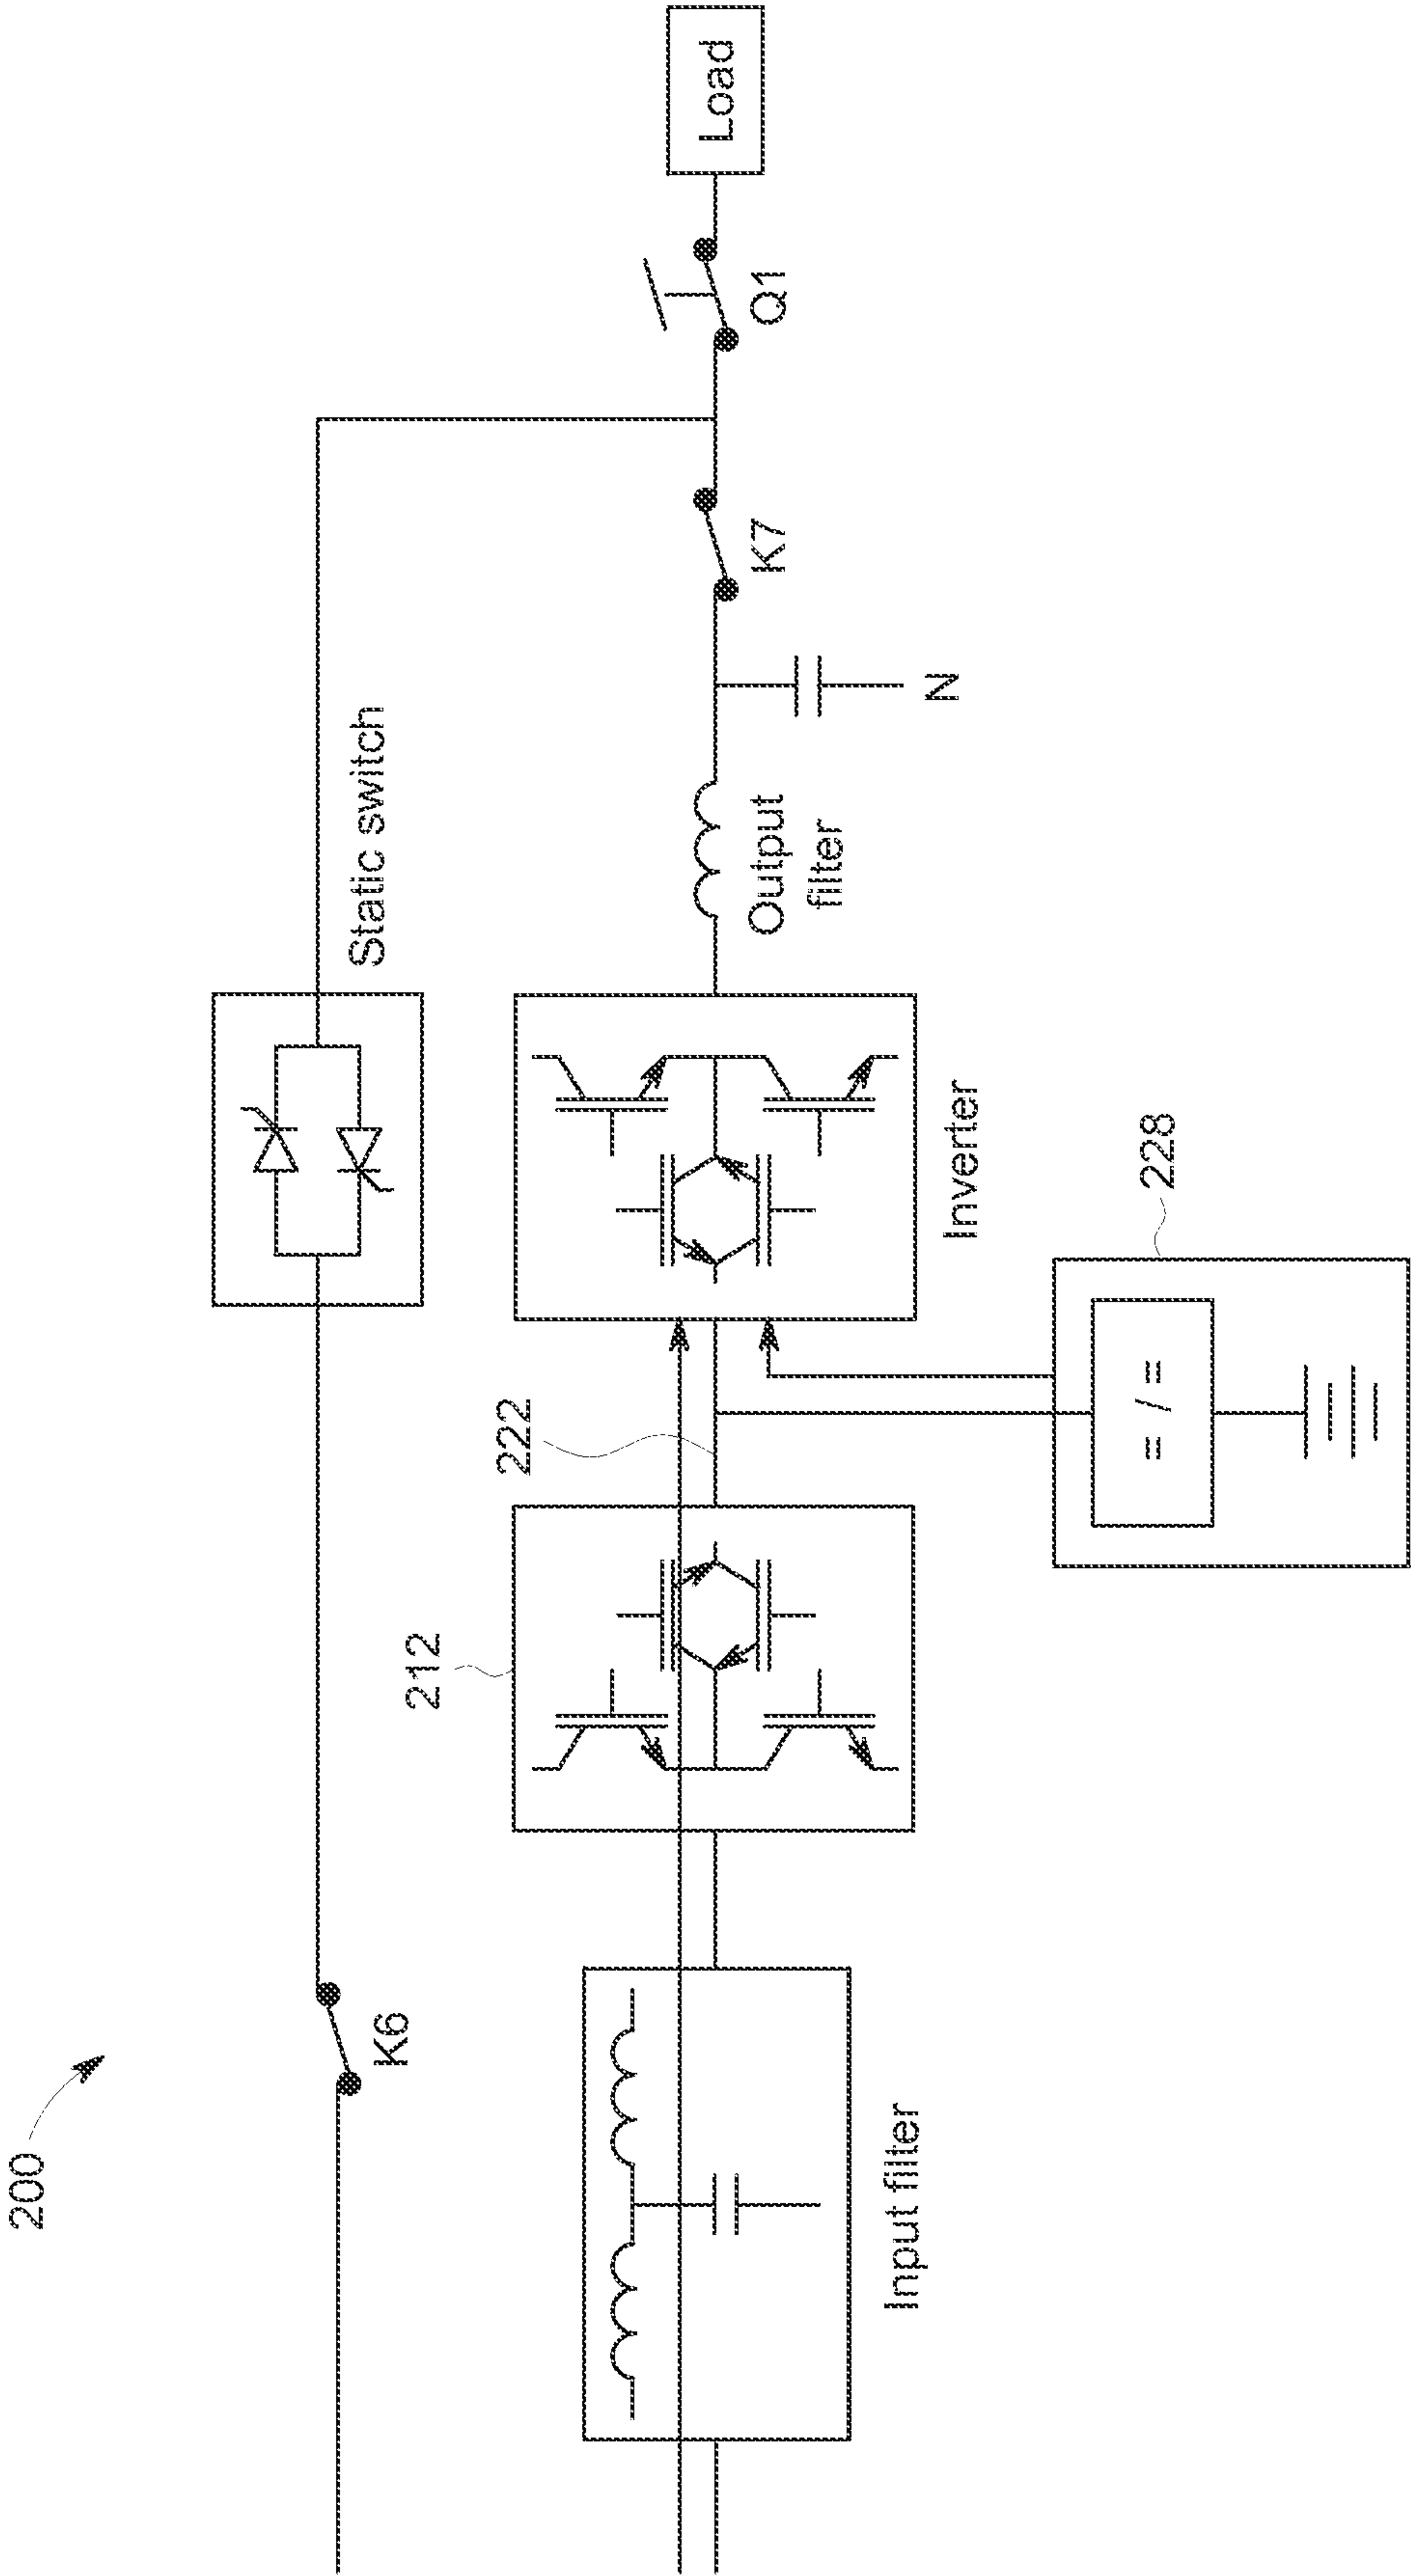 200
K6
Static switch
212
222
Input filter
Inverter
228
= / =
Output
filter
N
K7
Q1
Load